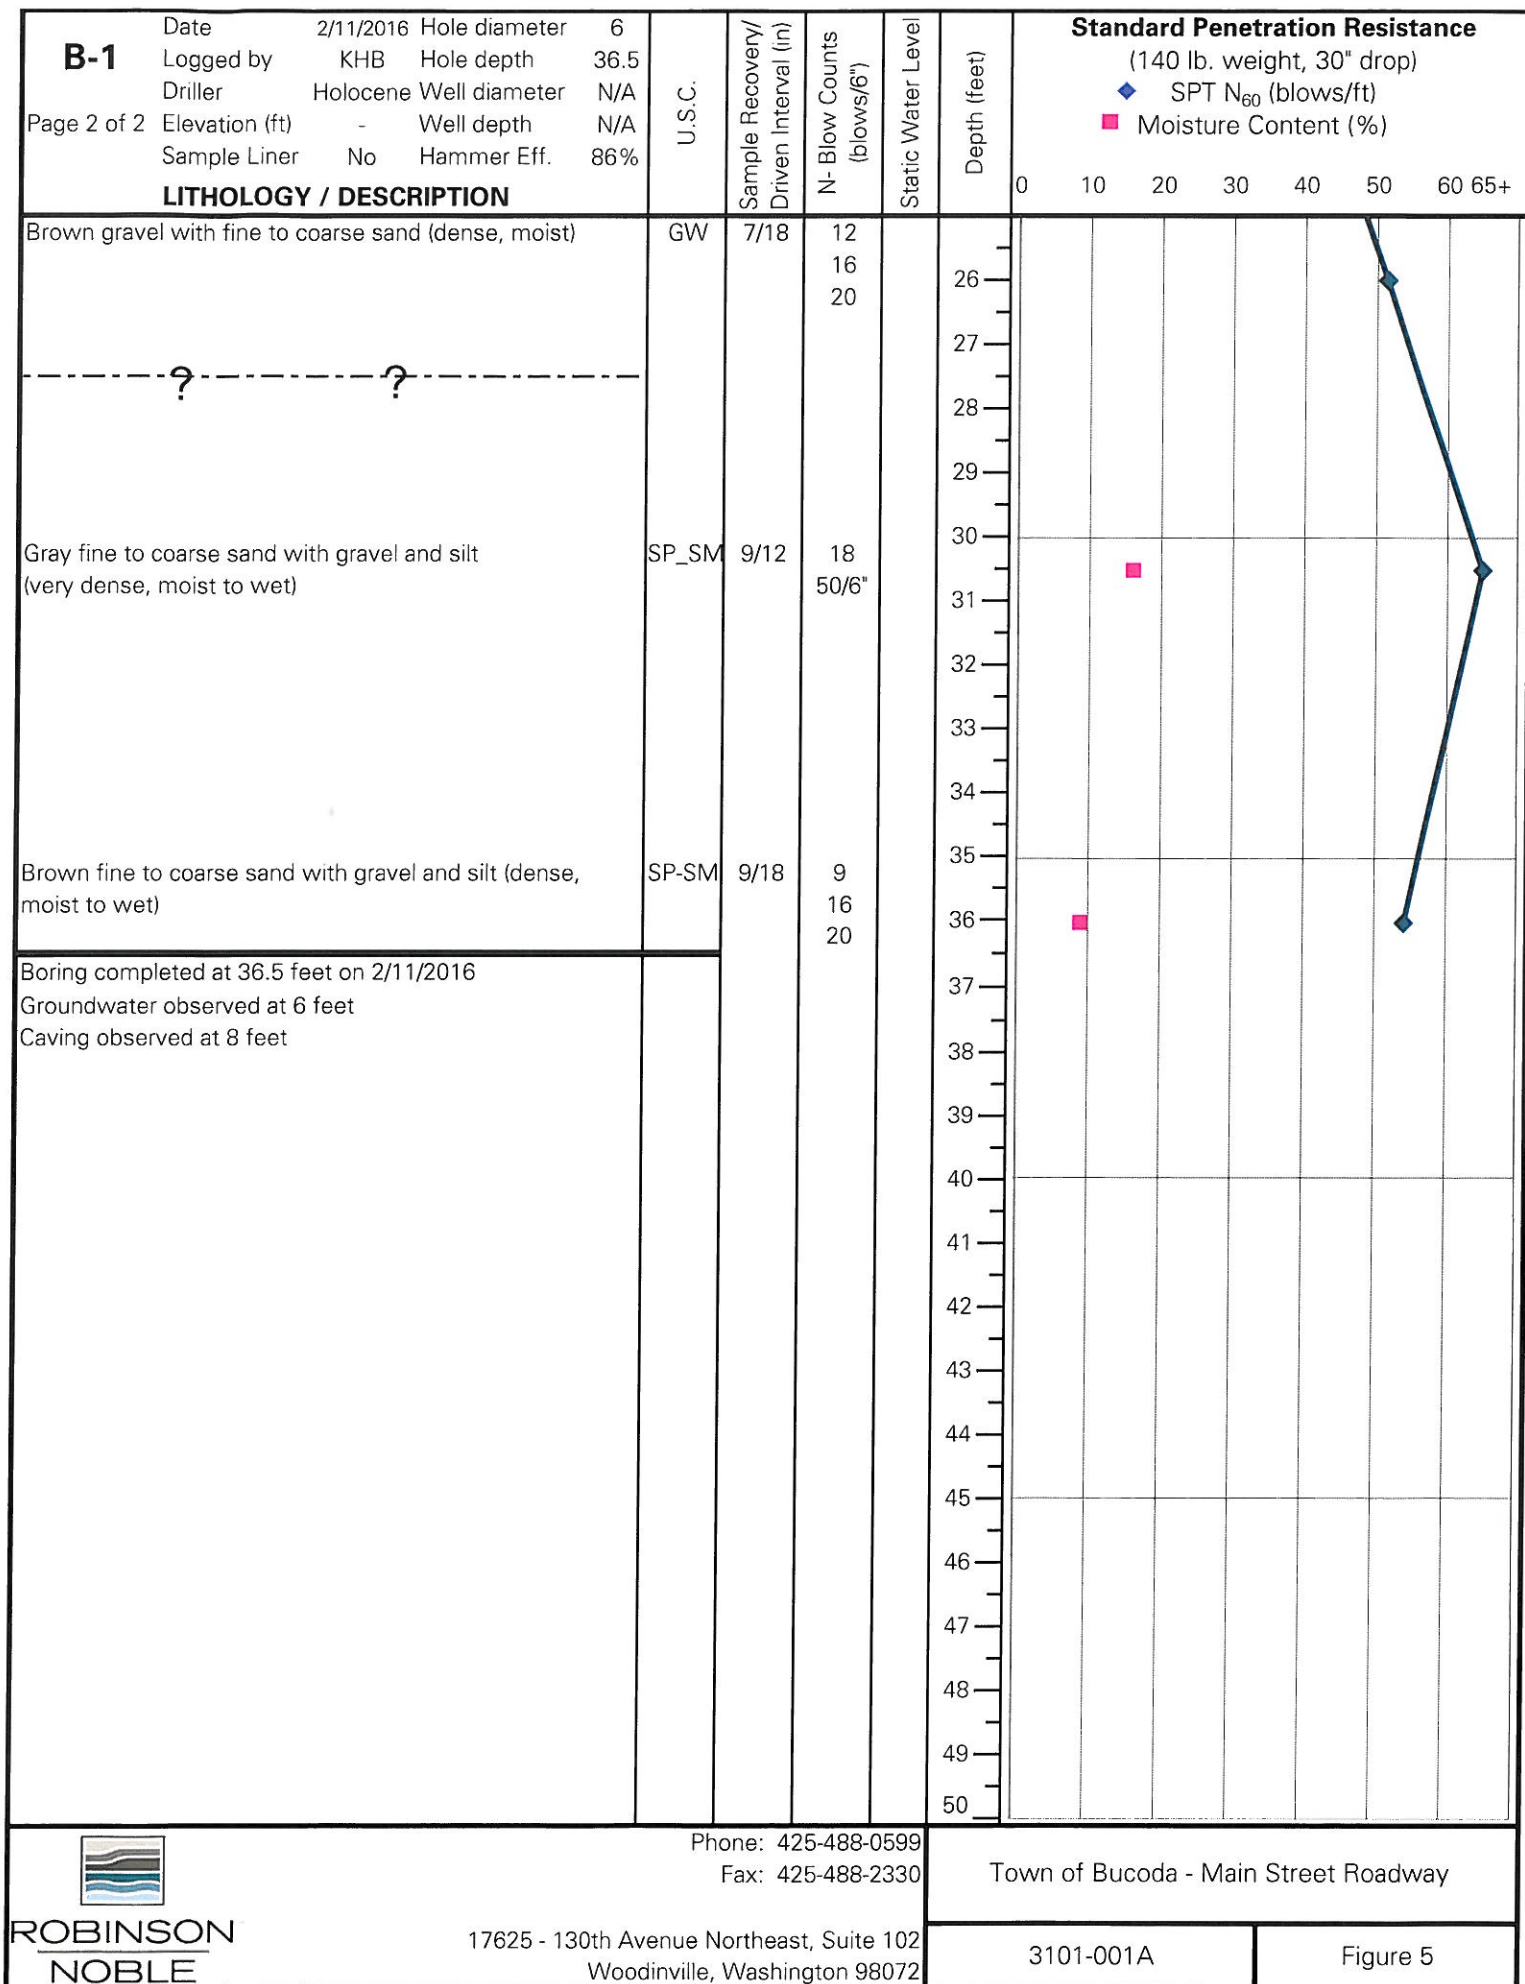 B-1
Page 2 of 2
Date 2/11/2016 Hole diameter 6
Logged by KHB Hole depth 36.5
Driller Holocene Well diameter N/A
Elevation (ft) - Well depth N/A
Sample Liner No Hammer Eff. 86%
LITHOLOGY / DESCRIPTION
U.S.C.
Sample Recovery/
Driven Interval (in)
N- Blow Counts
(blows/6")
Static Water Level
Depth (feet)
Standard Penetration Resistance
(140 lb. weight, 30" drop)
SPT N60 (blows/ft)
Moisture Content (%)
0 10 20 30 40 50 60 65+
Brown gravel with fine to coarse sand (dense, moist) GW 7/18 12
16
20
26
27
? ?
28
29
30
Gray fine to coarse sand with gravel and silt SP_SM 9/12 18
(very dense, moist to wet) 50/6"
31
32
33
34
35
Brown fine to coarse sand with gravel and silt (dense, SP-SM 9/18 9
moist to wet) 16
36
20
Boring completed at 36.5 feet on 2/11/2016
Groundwater observed at 6 feet
Caving observed at 8 feet
37
38
39
40
41
42
43
44
45
46
47
48
49
50
ROBINSON
NOBLE
Phone: 425-488-0599
Fax: 425-488-2330
17625 - 130th Avenue Northeast, Suite 102
Woodinville, Washington 98072
Town of Bucoda - Main Street Roadway
3101-001A
Figure 5